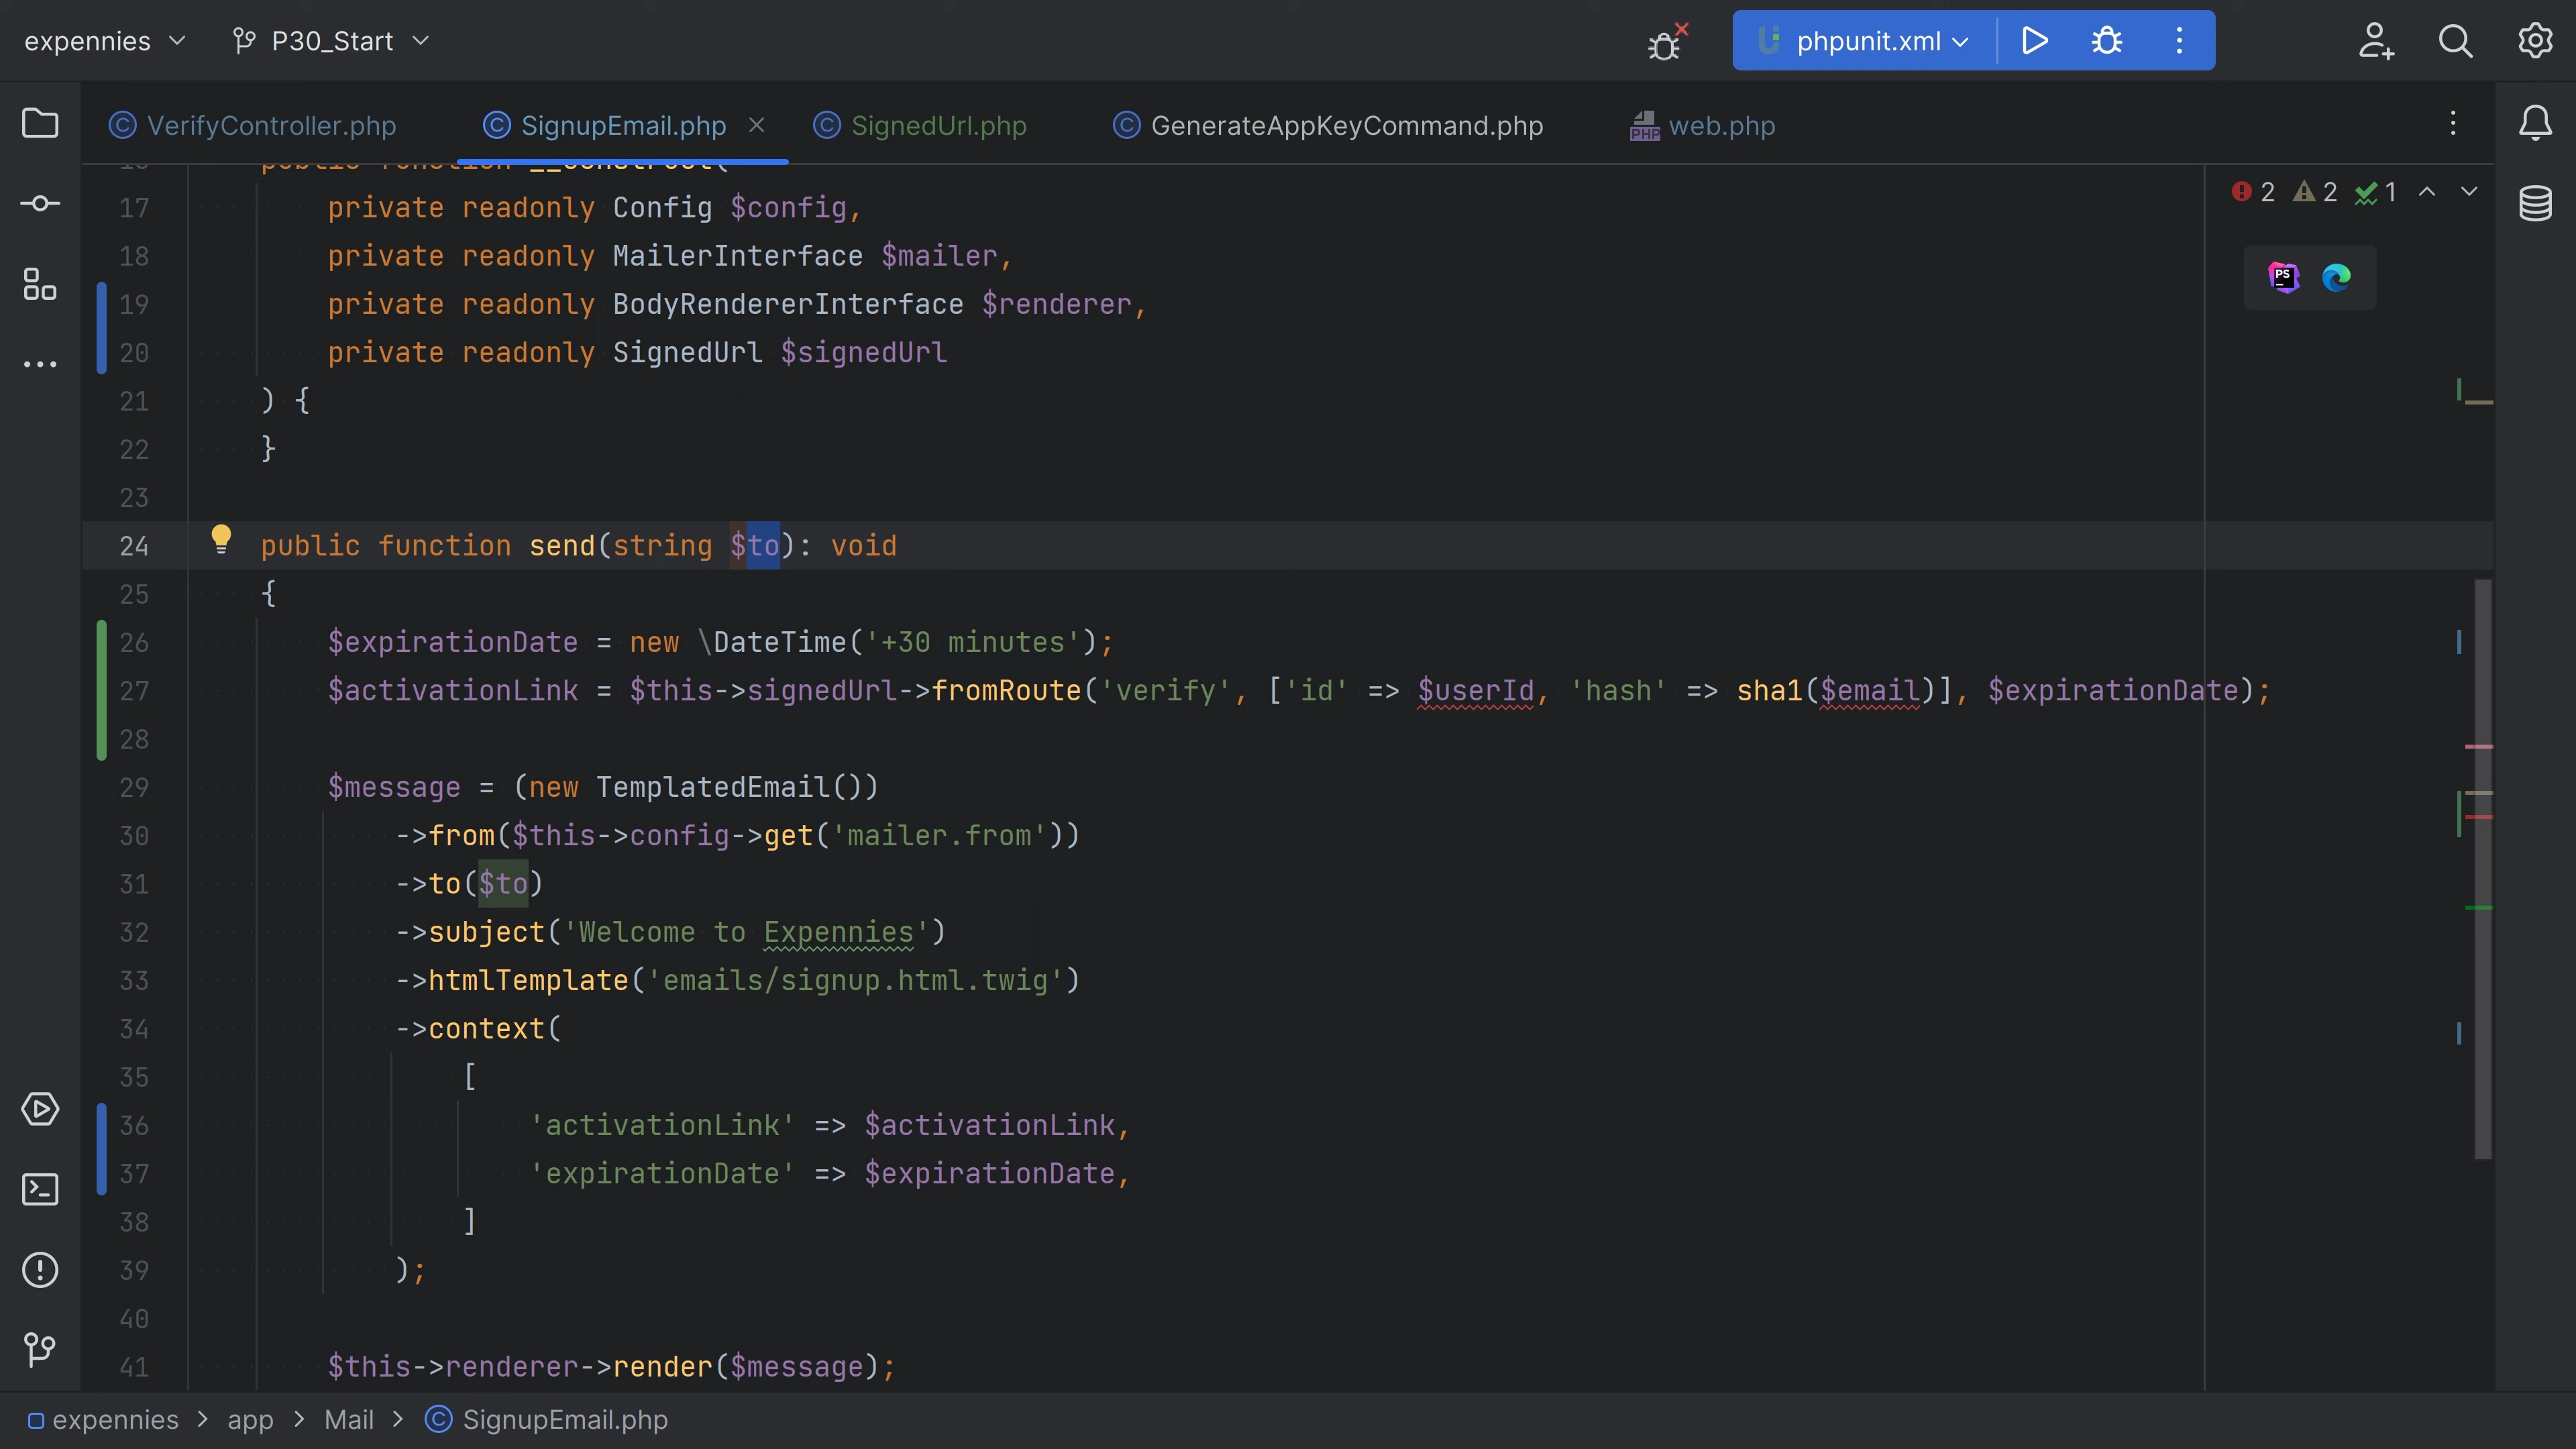 expennies P30_Start phpunit.xml
VerifyController.php SignupEmail.php SignedUrl.php GenerateAppKeyCommand.php PHP web.php
public function __construct(
17 private readonly Config $config,
2 2 1
18 private readonly MailerInterface $mailer,
PS
19 private readonly BodyRendererInterface $renderer,
20 private readonly SignedUrl $signedUrl
21 ) {
22 }
23
24 public function send(string $to): void
25 {
26 $expirationDate = new \DateTime('+30 minutes');
27 $activationLink = $this->signedUrl->fromRoute('verify', ['id' => $userId, 'hash' => sha1($email)], $expirationDate);
28
29 $message = (new TemplatedEmail())
30 ->from($this->config->get('mailer.from'))
31 ->to($to)
32 ->subject('Welcome to Expennies')
33 ->htmlTemplate('emails/signup.html.twig')
34 ->context(
35 [
36 'activationLink' => $activationLink,
37 'expirationDate' => $expirationDate,
38 ]
39 );
40
41 $this->renderer->render($message);
expennies > app > Mail > SignupEmail.php